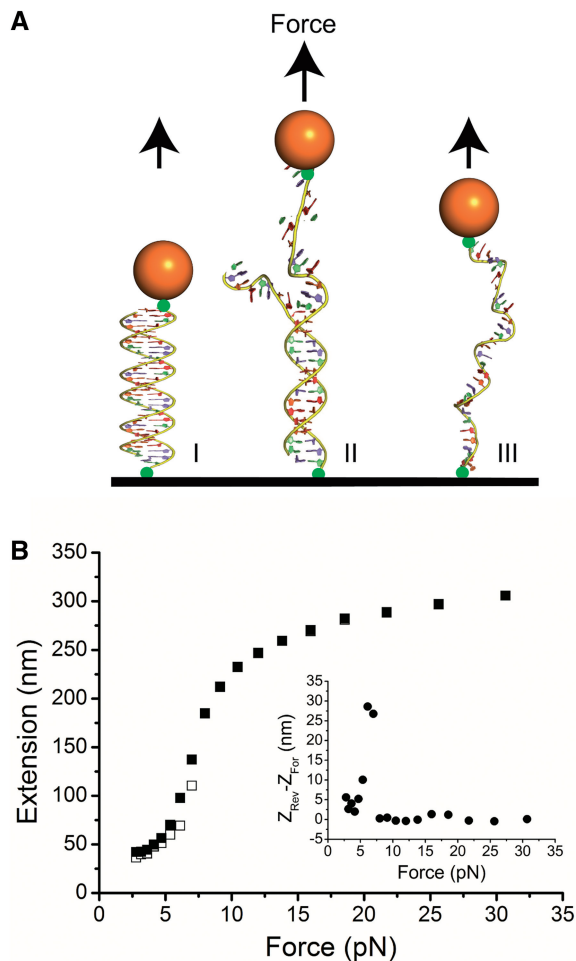 A
Force
I
II
III
B
350
300
250
200
150
100
50
0
Extension (nm)
0 5 10 15 20 25 30 35
Force (pN)
35
30
25
20
15
10
5
0
-5
Z_Rev-Z_For (nm)
0 5 10 15 20 25 30 35
Force (pN)